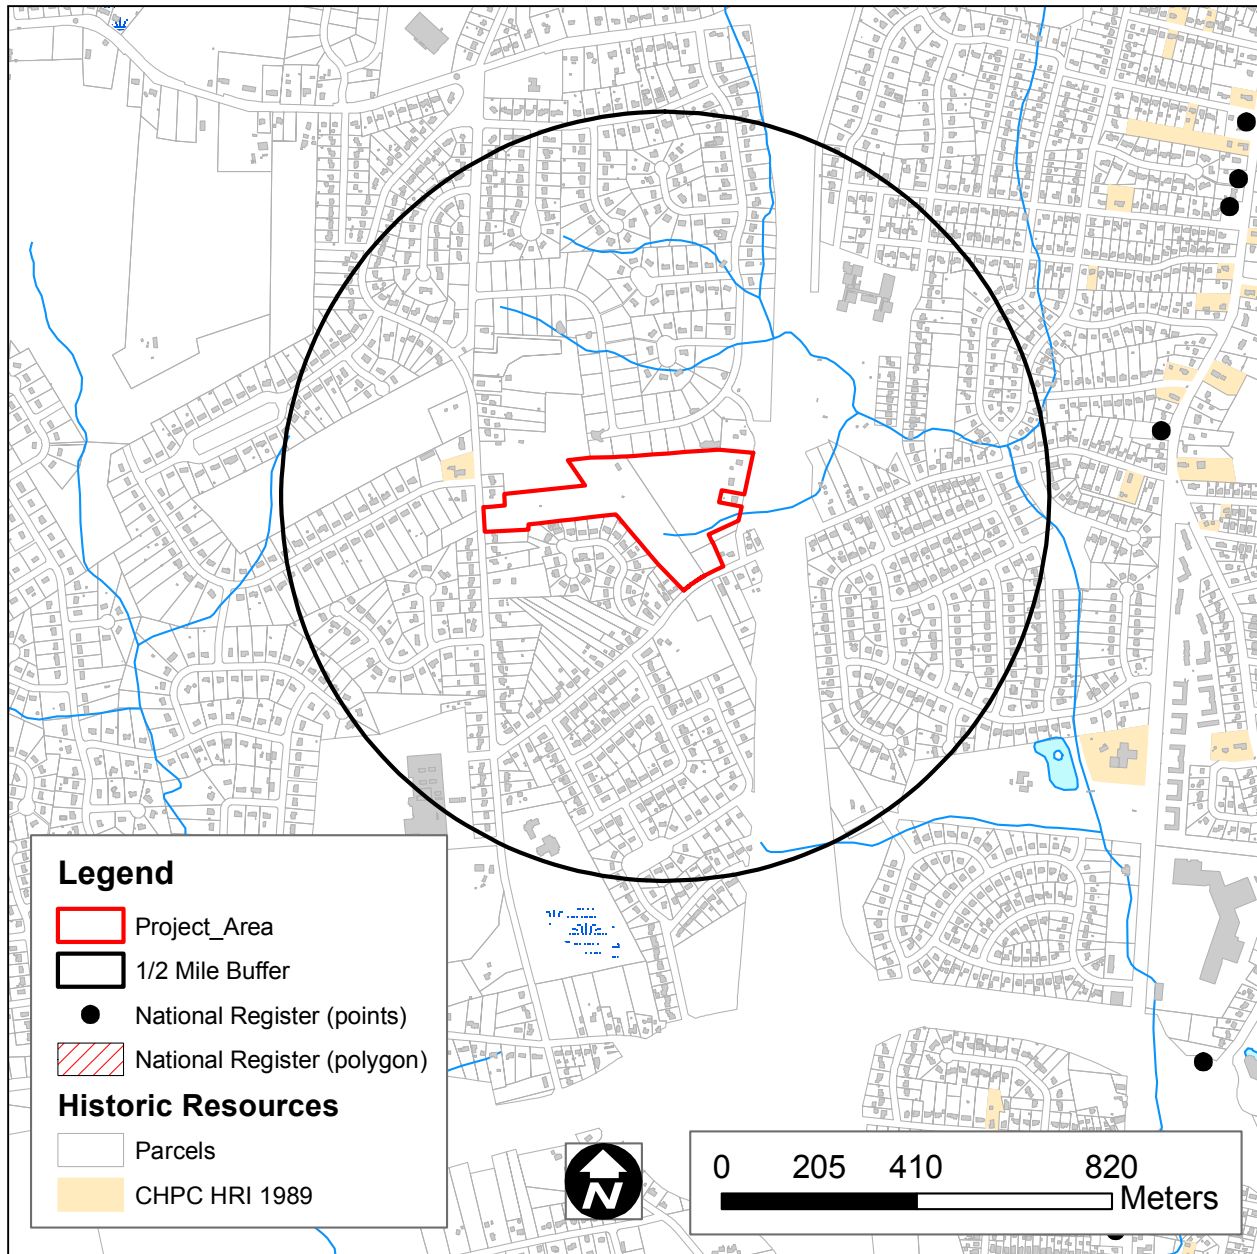 Legend
Project_Area
1/2 Mile Buffer
National Register (points)
National Register (polygon)
Historic Resources
Parcels
CHPC HRI 1989
N
0 205 410 820
Meters